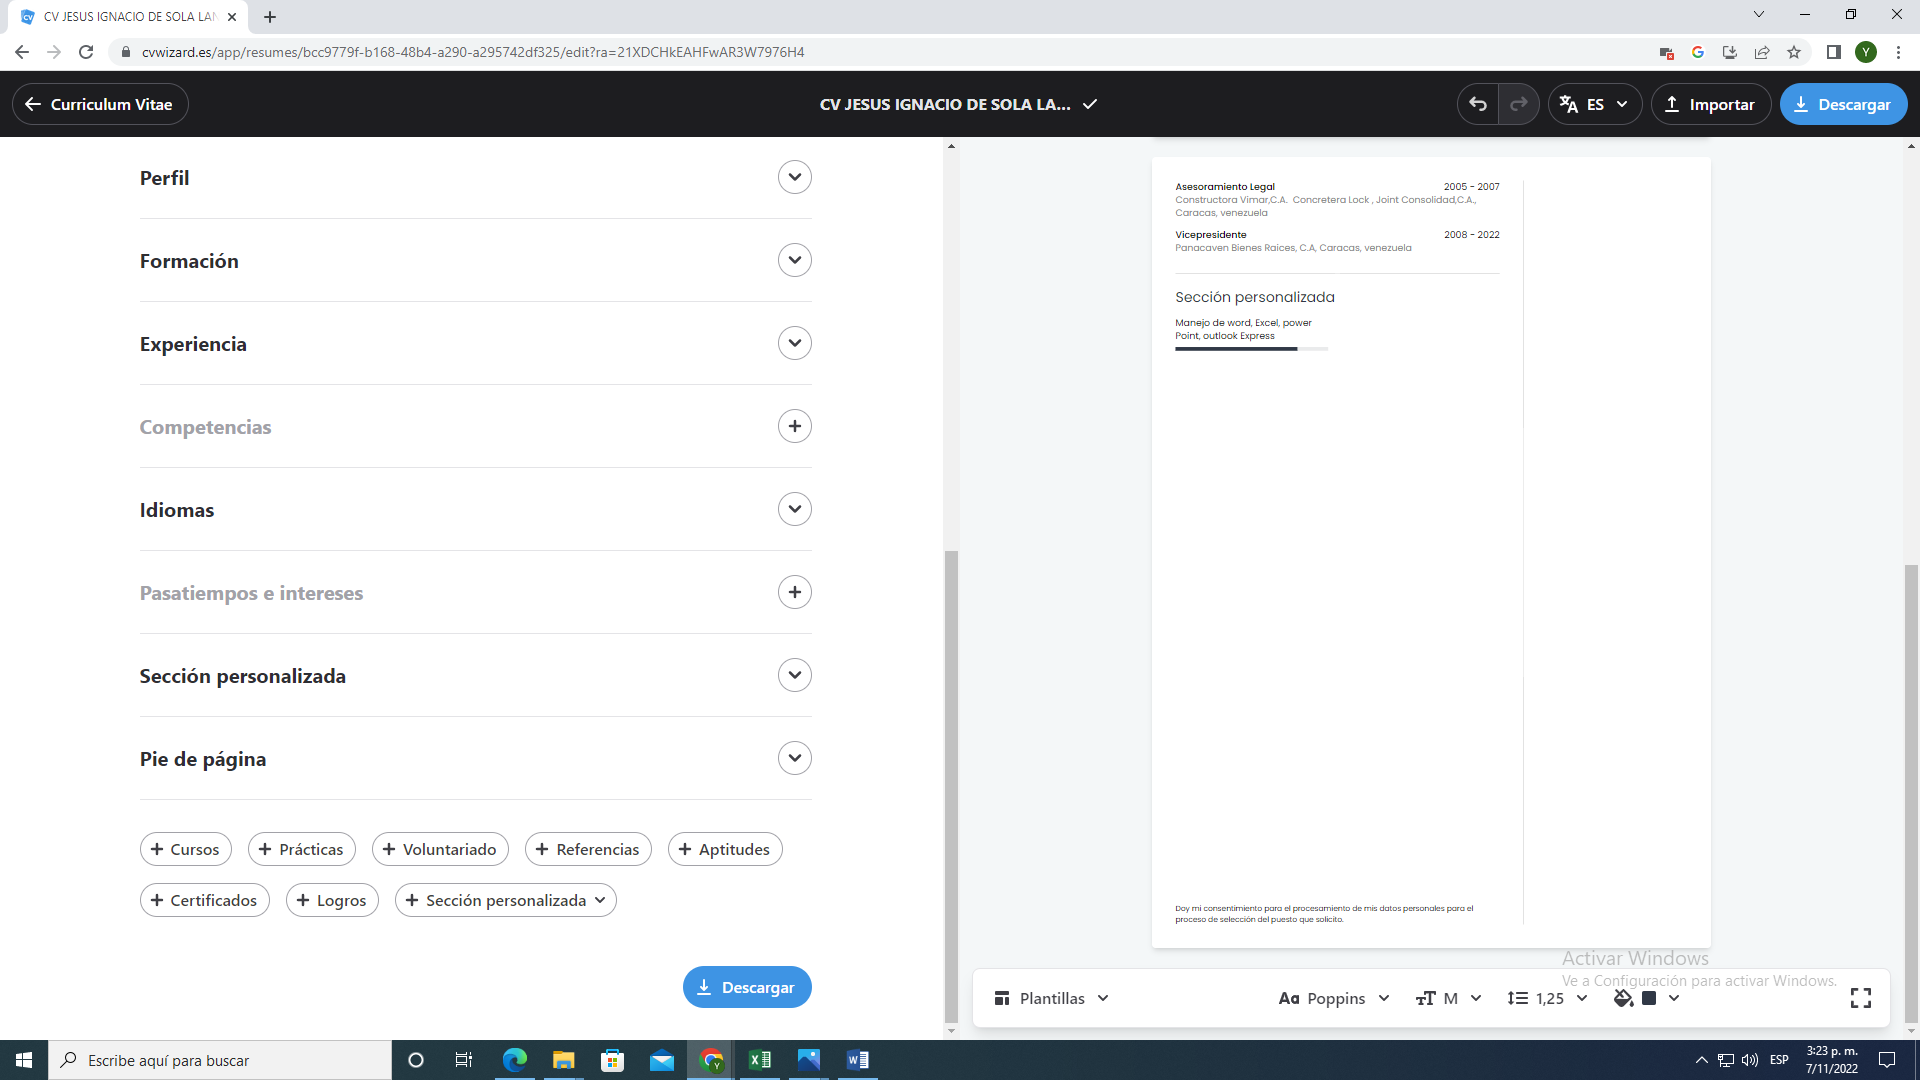 CV JESUS IGNACIO DE SOLA LAN
cvwizard.es/app/resumes/bcc9779f-b168-48b4-a290-a295742df325/edit?ra=21XDCHkEAHFwAR3W7976H4
Y
Curriculum Vitae
CV JESUS IGNACIO DE SOLA LA...
ES
Importar
Descargar
Perfil
Formación
Experiencia
Competencias
Idiomas
Pasatiempos e intereses
Sección personalizada
Pie de página
Cursos
Prácticas
Voluntariado
Referencias
Aptitudes
Certificados
Logros
Sección personalizada
Descargar
Asesoramiento Legal 2005 - 2007
Constructora Vimar,C.A. Concretera Lock , Joint Consolidad,C.A.,
Caracas, venezuela
Vicepresidente 2008 - 2022
Panacaven Bienes Raíces, C.A, Caracas, venezuela
Sección personalizada
Manejo de word, Excel, power
Point, outlook Express
Doy mi consentimiento para el procesamiento de mis datos personales para el
proceso de selección del puesto que solicito.
Activar Windows
Ve a Configuración para activar Windows.
Plantillas
Aa Poppins
TT M
1,25
Escribe aquí para buscar
ESP
3:23 p. m.
7/11/2022